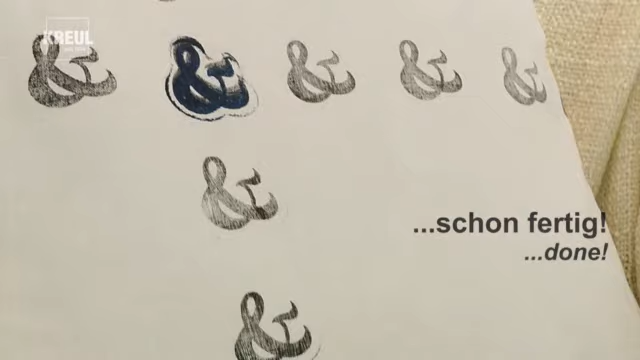 KREUL
& & & & &
&
&
...schon fertig!
...done!